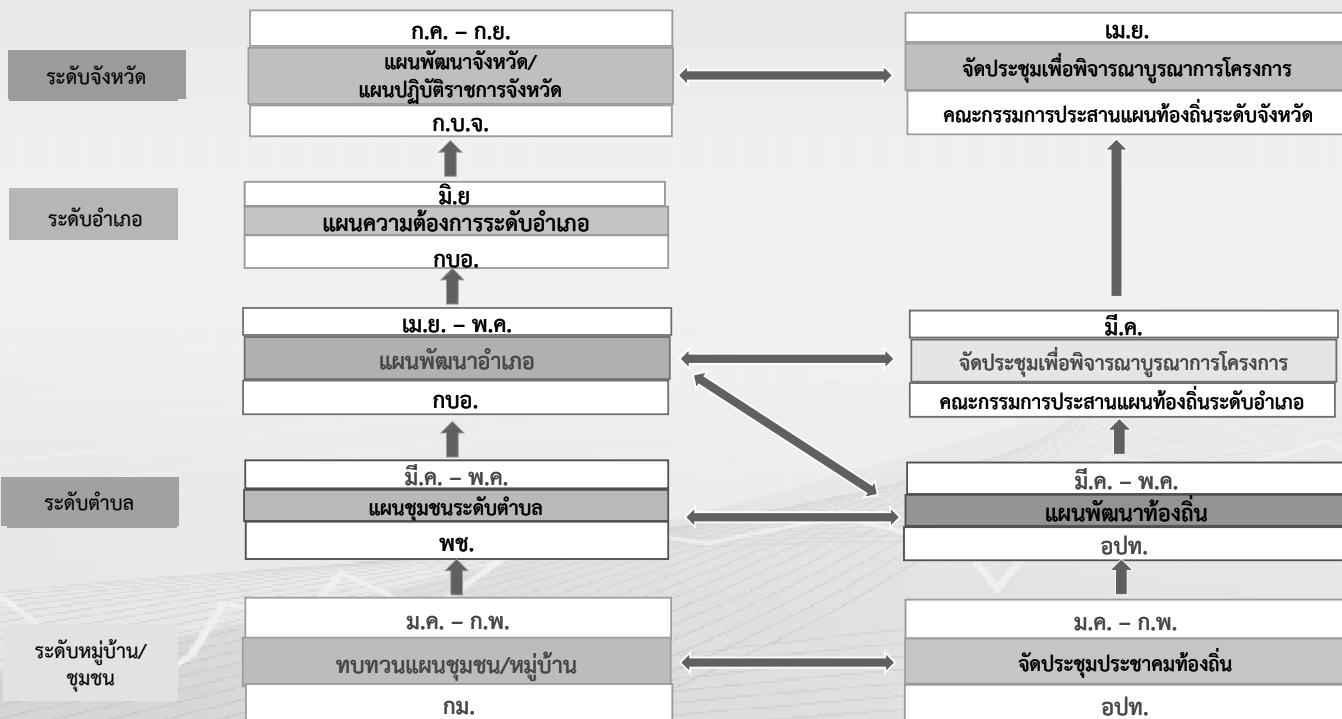 ก.ค. – ก.ย.
เม.ย.
ระดับจังหวัด
แผนพัฒนาจังหวัด/
แผนปฏิบัติราชการจังหวัด
จัดประชุมเพื่อพิจารณาบูรณาการโครงการ
ก.บ.จ.
คณะกรรมการประสานแผนท้องถิ่นระดับจังหวัด
มิ.ย
ระดับอำเภอ
แผนความต้องการระดับอำเภอ
กบอ.
เม.ย. – พ.ค.
มี.ค.
แผนพัฒนาอำเภอ
จัดประชุมเพื่อพิจารณาบูรณาการโครงการ
กบอ.
คณะกรรมการประสานแผนท้องถิ่นระดับอำเภอ
มี.ค. – พ.ค.
มี.ค. – พ.ค.
ระดับตำบล
แผนชุมชนระดับตำบล
แผนพัฒนาท้องถิ่น
พช.
อปท.
ม.ค. – ก.พ.
ม.ค. – ก.พ.
ระดับหมู่บ้าน/
ชุมชน
ทบทวนแผนชุมชน/หมู่บ้าน
จัดประชุมประชาคมท้องถิ่น
กม.
อปท.